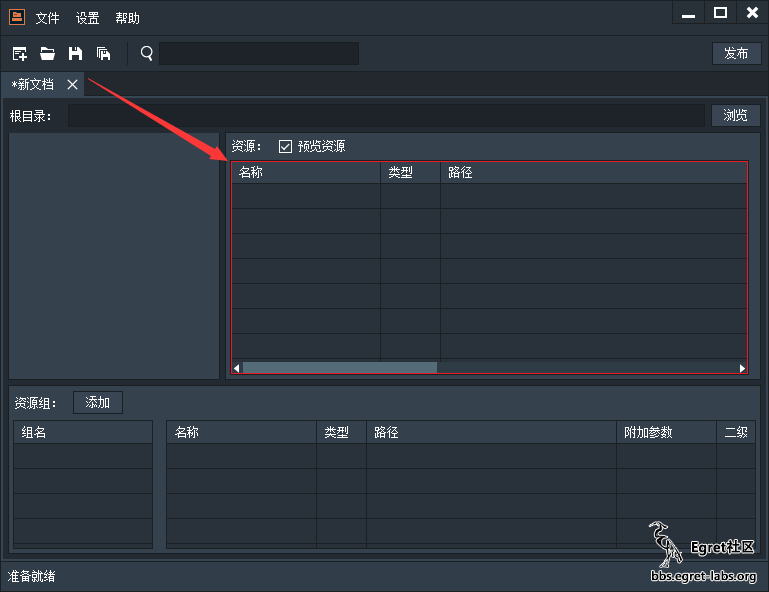 文件 设置 帮助
发布
*新文档
根目录: 浏览
资源: 预览资源
名称 类型 路径
资源组: 添加
组名 名称 类型 路径 附加参数 二级
Egret社区
bbs.egret-labs.org
准备就绪